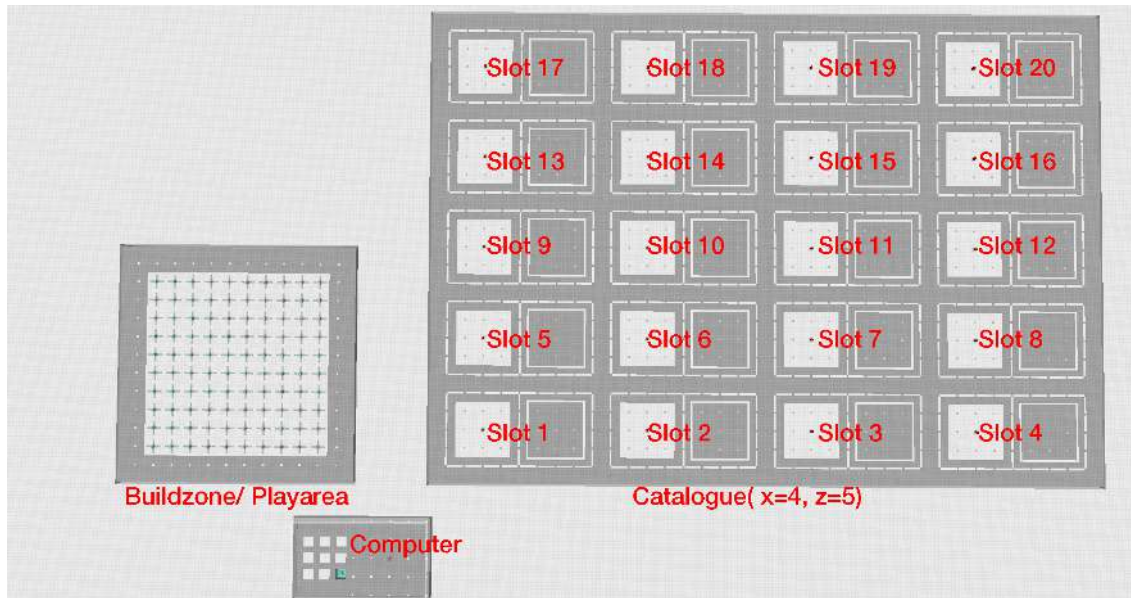 Slot 17 Slot 18 Slot 19 Slot 20
Slot 13 Slot 14 Slot 15 Slot 16
Slot 9 Slot 10 Slot 11 Slot 12
Slot 5 Slot 6 Slot 7 Slot 8
Slot 1 Slot 2 Slot 3 Slot 4
Buildzone/ Playarea
Catalogue( x=4, z=5)
Computer